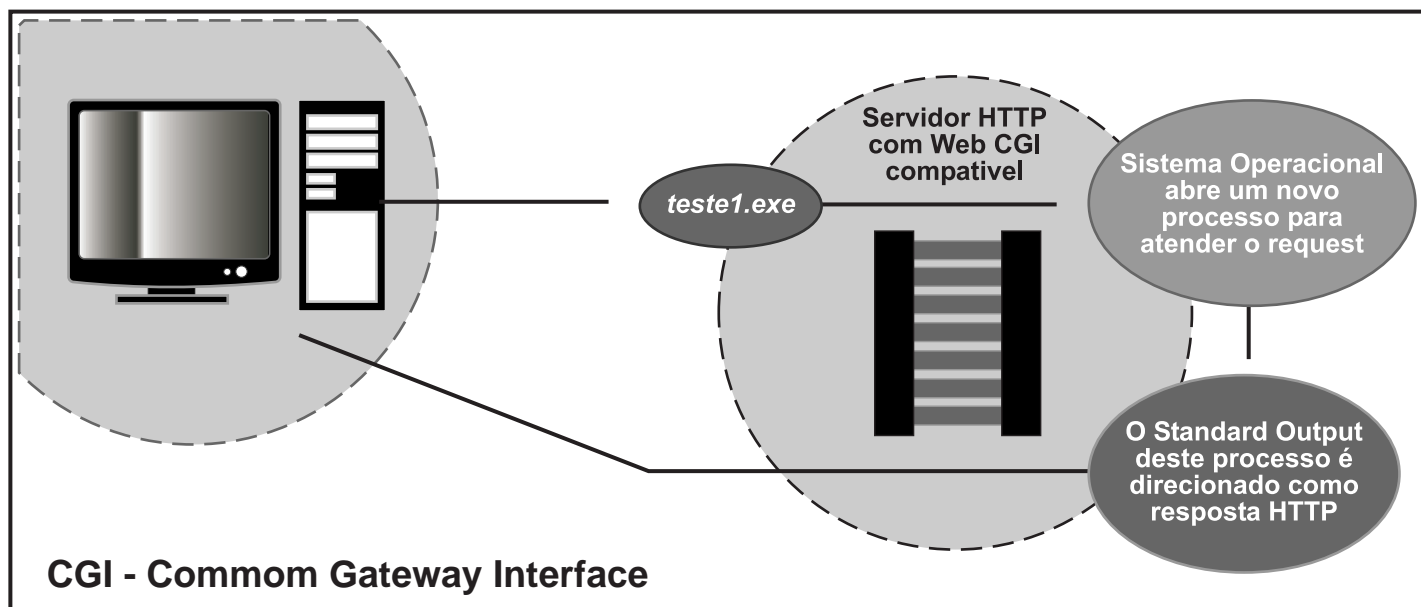 Servidor HTTP
com Web CGI
compativel
teste1.exe
Sistema Operacional
abre um novo
processo para
atender o request
O Standard Output
deste processo é
direcionado como
resposta HTTP
CGI - Commom Gateway Interface